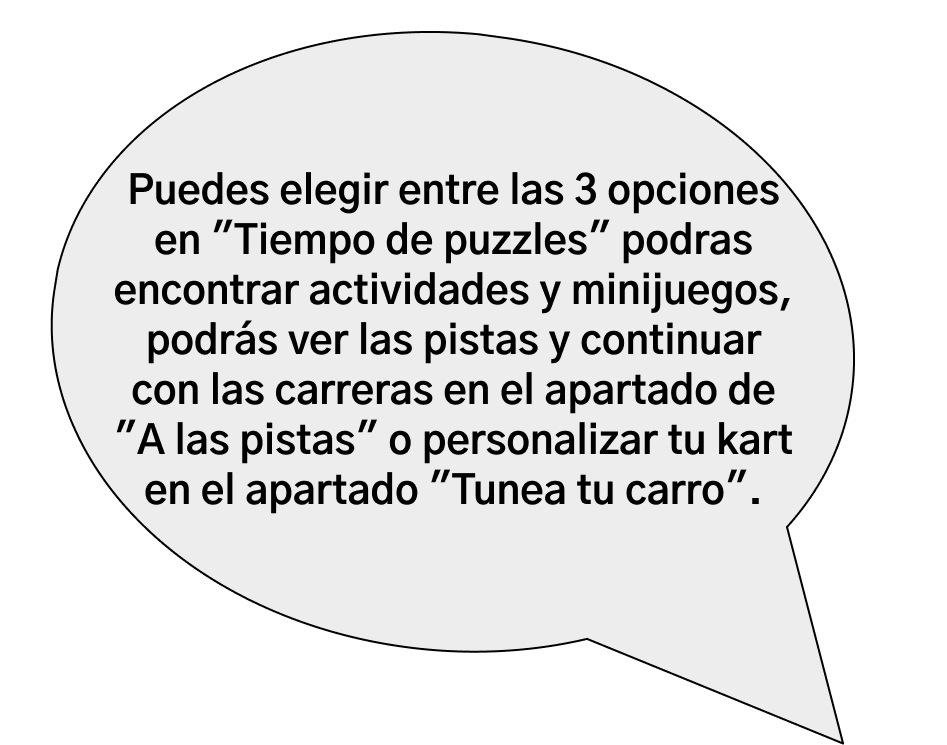 Puedes elegir entre las 3 opciones
en "Tiempo de puzzles" podras
encontrar actividades y minijuegos,
podrás ver las pistas y continuar
con las carreras en el apartado de
"A las pistas" o personalizar tu kart
en el apartado "Tunea tu carro".